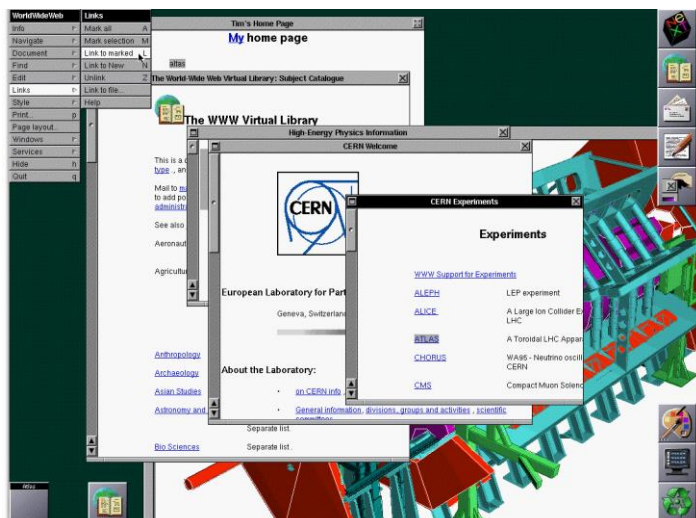 WorldWideWeb
Info
Navigate
Document
Find
Edit
Links
Style
Print... p
Page layout...
Windows
Services
Hide h
Quit q
Links
Mark all A
Mark selection M
Link to marked L
Link to New N
Unlink Z
Link to file...
Help
Tim's Home Page
My home page
atlas
The World-Wide Web Virtual Library: Subject Catalogue
The WWW Virtual Library
This is a
type ., an
Mail to
to add po
administr
See also
Aeronaut
Agricultu
Anthropology
Archaeology
Asian Studies
Astronomy and
Separate list.
Bio Sciences Separate list.
High-Energy Physics Information
CERN Welcome
CERN
European Laboratory for Part
Geneva, Switzerlan
About the Laboratory:
· on CERN info
· General information, divisions, groups and activities , scientific
committees
CERN Experiments
Experiments
WWW Support for Experiments
ALEPH LEP experiment
ALICE A Large Ion Collider E
LHC
ATLAS A Toroidal LHC Appar
CHORUS WA95 - Neutrino oscill
CERN
CMS Compact Muon Solen
Atlas